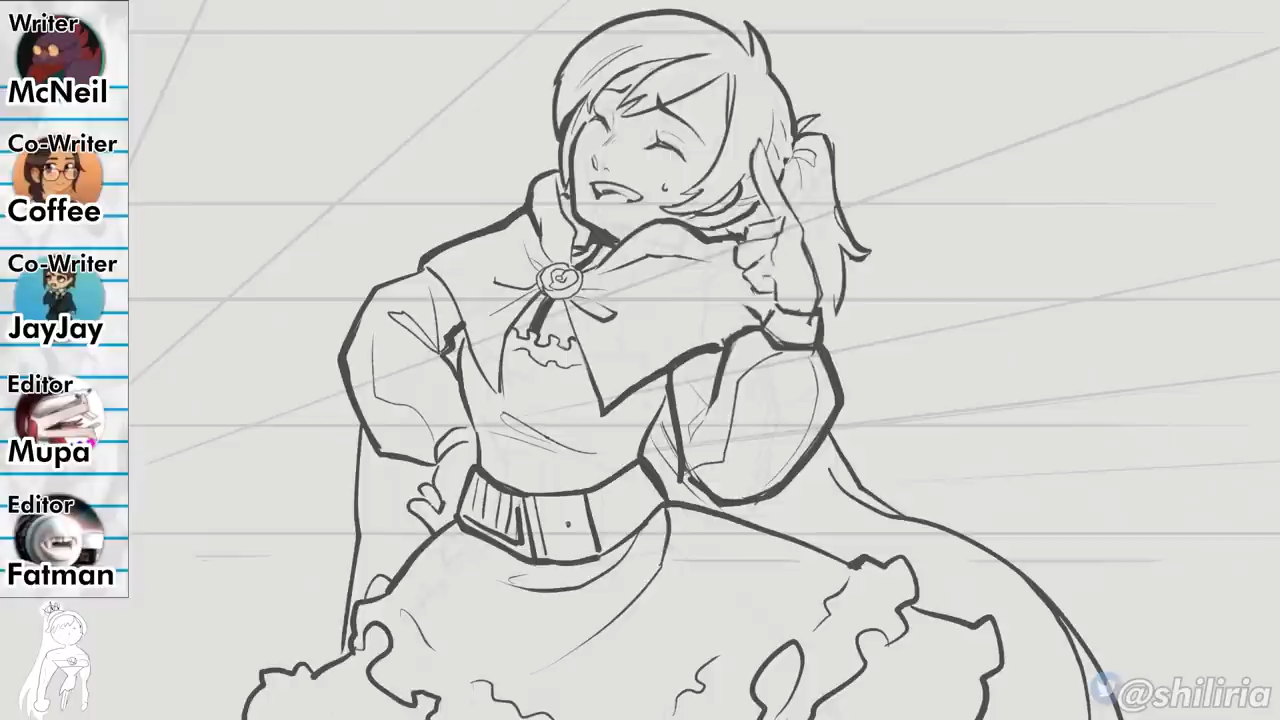 Writer
McNeil
Co-Writer
Coffee
Co-Writer
JayJay
Editor
Mupa
Editor
Fatman
@shiliria